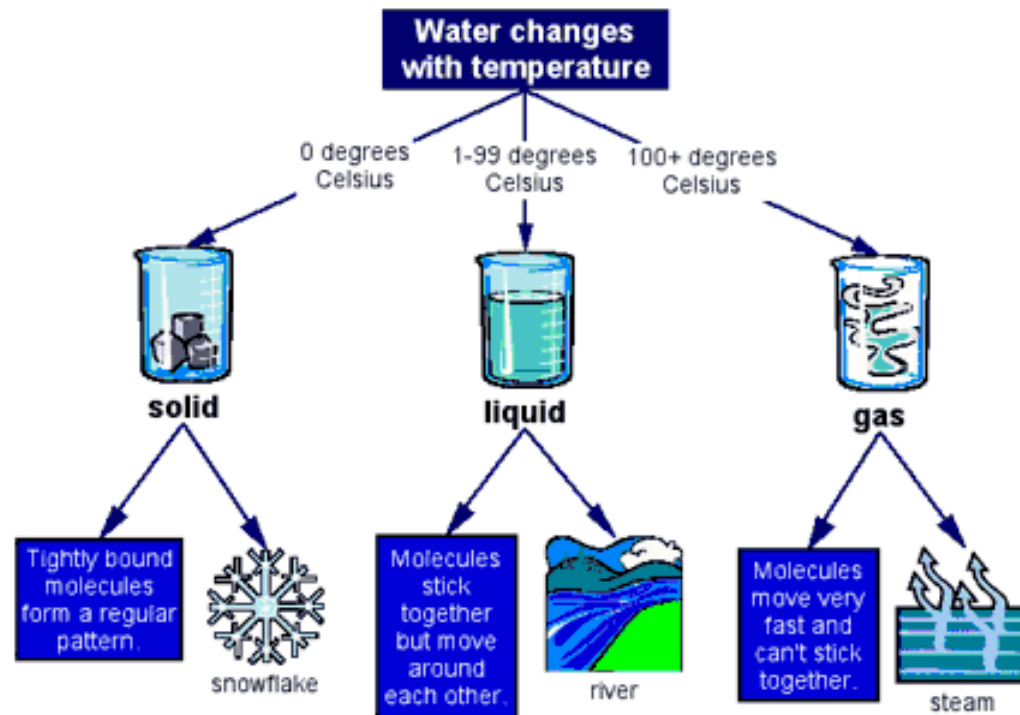 Water changes
with temperature
0 degrees
Celsius
1-99 degrees
Celsius
100+ degrees
Celsius
solid
liquid
gas
Tightly bound
molecules
form a regular
pattern.
snowflake
Molecules
stick
together
but move
around
each other.
river
Molecules
move very
fast and
can't stick
together.
steam